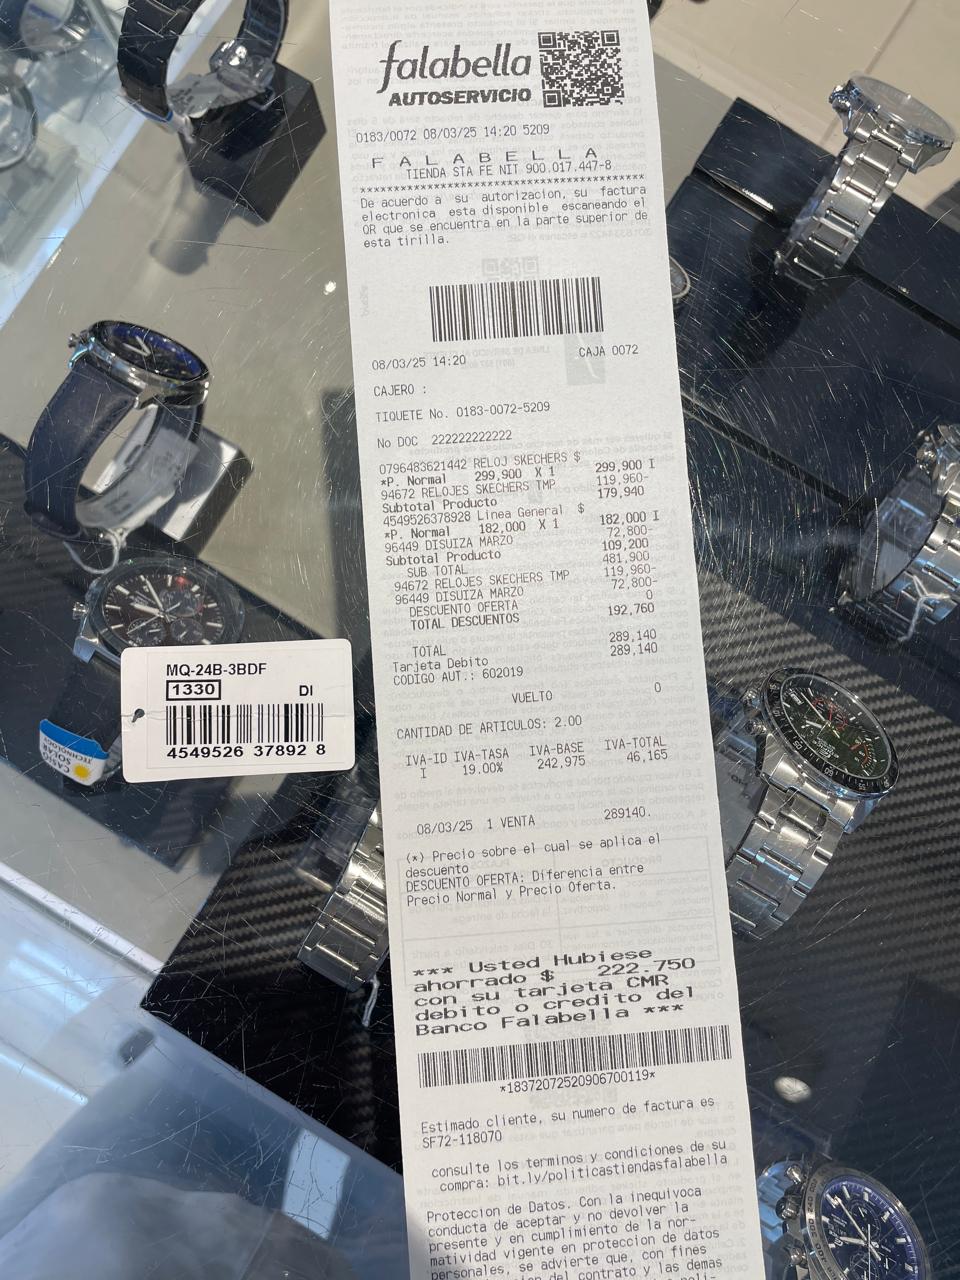 falabella
AUTOSERVICIO
0183/0072 08/03/25 14:20 5209
F A L A B E L L A
TIENDA STA FE NIT 900.017.447-8
************************************************
De acuerdo a su autorizacion, su factura
electronica esta disponible escaneando el
QR que se encuentra en la parte superior de
esta tirilla.
08/03/25 14:20 CAJA 0072
CAJERO :
TIQUETE No. 0183-0072-5209
No DOC 222222222222
0796483621442 RELOJ SKECHERS $
*P. Normal 299,900 X 1 299,900 I
94672 RELOJES SKECHERS TMP 119,960-
Subtotal Producto 179,940
4549526378928 Linea General $
*P. Normal 182,000 X 1 182,000 I
96449 DISUIZA MARZO 72,800-
Subtotal Producto 109,200
SUB TOTAL 481,900
94672 RELOJES SKECHERS TMP 119,960-
96449 DISUIZA MARZO 72,800-
DESCUENTO OFERTA 0
TOTAL DESCUENTOS 192,760
TOTAL 289,140
Tarjeta Debito 289,140
CODIGO AUT.: 602019
VUELTO 0
CANTIDAD DE ARTICULOS: 2.00
IVA-ID IVA-TASA IVA-BASE IVA-TOTAL
I 19.00% 242,975 46,165
08/03/25 1 VENTA 289140.
(*) Precio sobre el cual se aplica el
descuento
DESCUENTO OFERTA: Diferencia entre
Precio Normal y Precio Oferta.
*** Usted Hubiese
ahorrado $ 222.750
con su tarjeta CMR
debito o credito del
Banco Falabella ***
*18372072520906700119*
Estimado cliente, su numero de factura es
SF72-118070
consulte los terminos y condiciones de su
compra: bit.ly/politicastiendasfalabella
Proteccion de Datos. Con la inequivoca
conducta de aceptar y no devolver la
presente y en cumplimiento de la nor-
matividad vigente en proteccion de datos
personales, se advierte que, con fines
del contrato y las demas
MQ-24B-3BDF
1330 DI
4549526 37892 8
CASIO
SOLAR
TECHNOLOGY